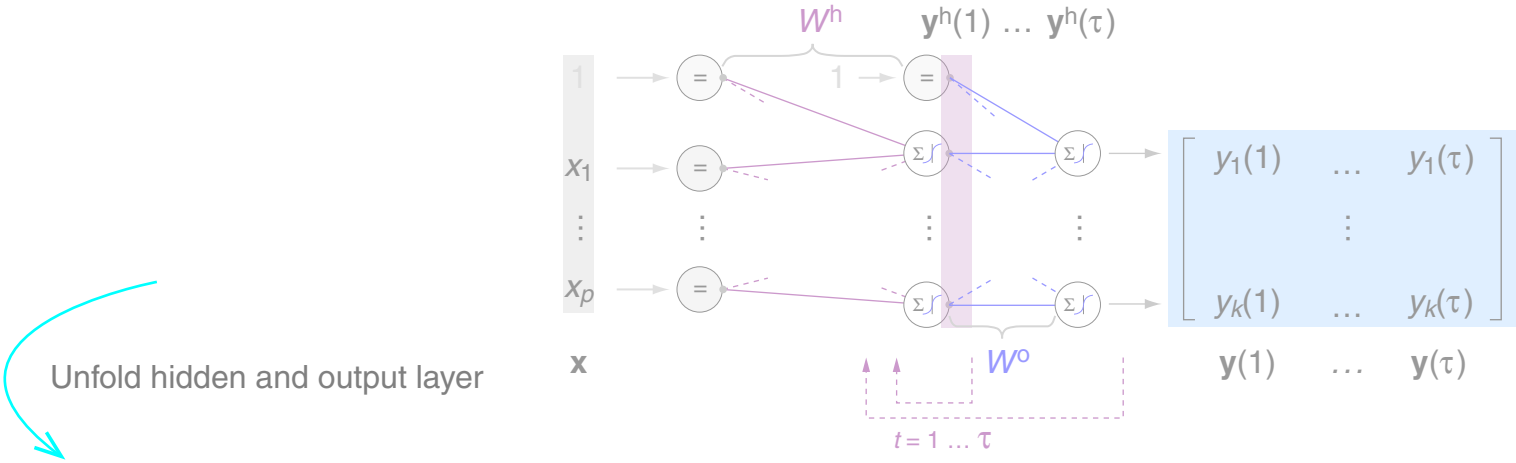 Wʰ yʰ(1) ... yʰ(τ)
1 = 1 =
x₁ = Σ Σ y₁(1) ... y₁(τ)
⋮ ⋮ ⋮ ⋮ ⋮
xₚ = Σ Σ yₖ(1) ... yₖ(τ)
Unfold hidden and output layer x Wᵒ y(1) ... y(τ)
t = 1 ... τ